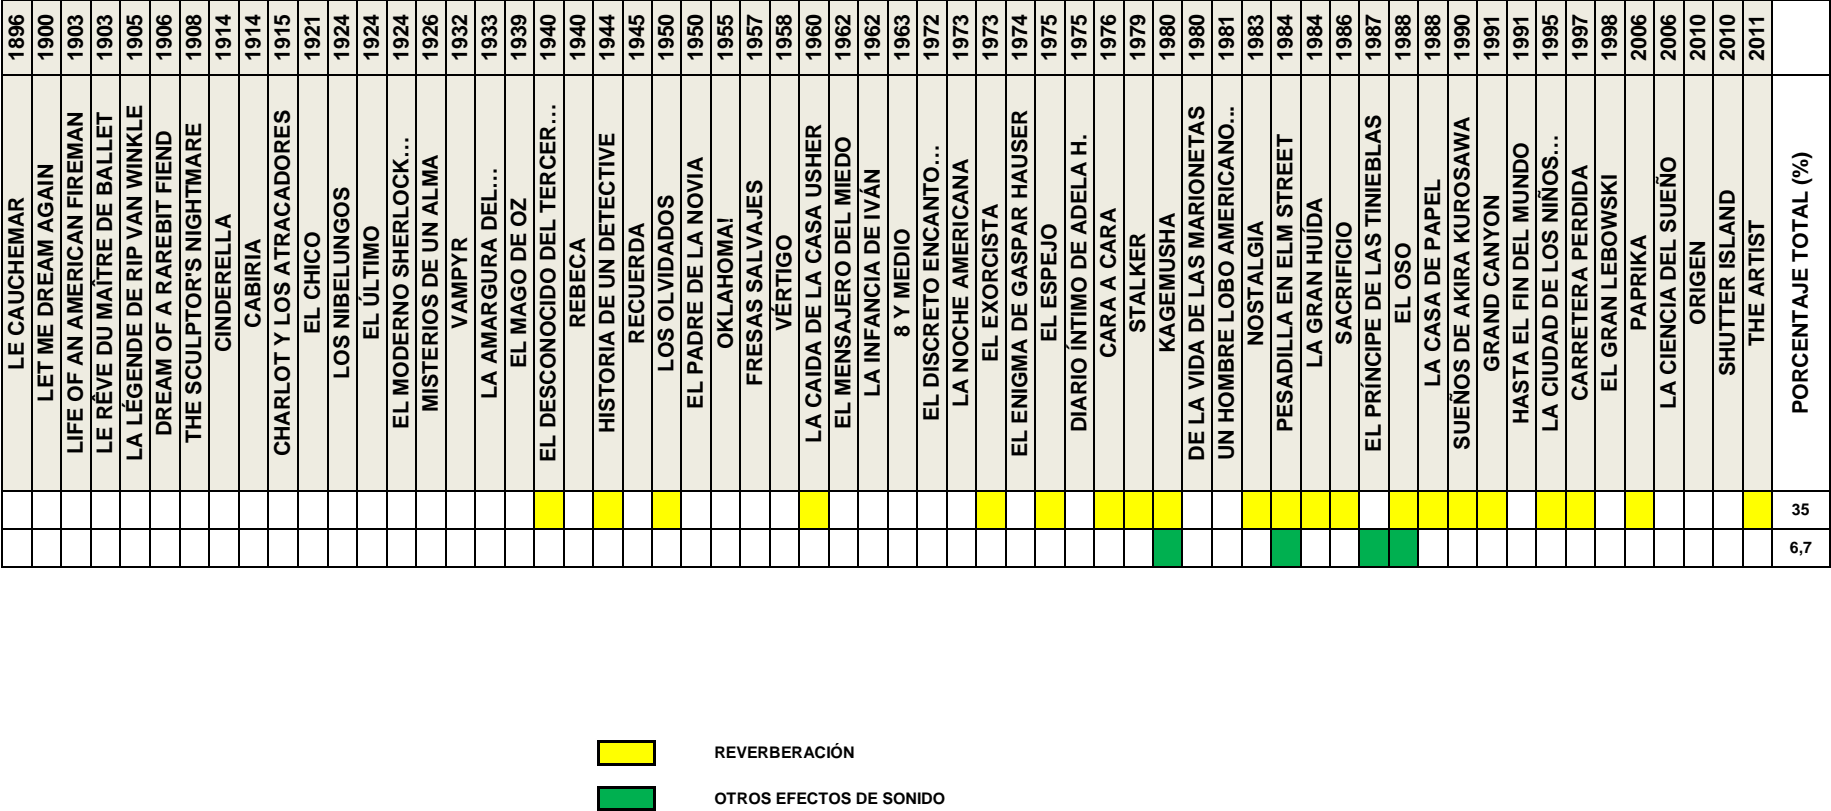 1896 1900 1903 1903 1905 1906 1908 1914 1914 1915 1921 1924 1924 1924 1926 1932 1933 1939 1940 1940 1944 1945 1950 1950 1955 1957 1958 1960 1962 1962 1963 1972 1973 1973 1974 1975 1975 1976 1979 1980 1980 1981 1983 1984 1984 1986 1987 1988 1988 1990 1991 1991 1995 1997 1998 2006 2006 2010 2010 2011
LE CAUCHEMAR
LET ME DREAM AGAIN
LIFE OF AN AMERICAN FIREMAN
LE RÊVE DU MAÎTRE DE BALLET
LA LÉGENDE DE RIP VAN WINKLE
DREAM OF A RAREBIT FIEND
THE SCULPTOR'S NIGHTMARE
CINDERELLA
CABIRIA
CHARLOT Y LOS ATRACADORES
EL CHICO
LOS NIBELUNGOS
EL ÚLTIMO
EL MODERNO SHERLOCK...
MISTERIOS DE UN ALMA
VAMPYR
LA AMARGURA DEL...
EL MAGO DE OZ
EL DESCONOCIDO DEL TERCER...
REBECA
HISTORIA DE UN DETECTIVE
RECUERDA
LOS OLVIDADOS
EL PADRE DE LA NOVIA
OKLAHOMA!
FRESAS SALVAJES
VÉRTIGO
LA CAIDA DE LA CASA USHER
EL MENSAJERO DEL MIEDO
LA INFANCIA DE IVÁN
8 Y MEDIO
EL DISCRETO ENCANTO...
LA NOCHE AMERICANA
EL EXORCISTA
EL ENIGMA DE GASPAR HAUSER
EL ESPEJO
DIARIO ÍNTIMO DE ADELA H.
CARA A CARA
STALKER
KAGEMUSHA
DE LA VIDA DE LAS MARIONETAS
UN HOMBRE LOBO AMERICANO...
NOSTALGIA
PESADILLA EN ELM STREET
LA GRAN HUÍDA
SACRIFICIO
EL PRÍNCIPE DE LAS TINIEBLAS
EL OSO
LA CASA DE PAPEL
SUEÑOS DE AKIRA KUROSAWA
GRAND CANYON
HASTA EL FIN DEL MUNDO
LA CIUDAD DE LOS NIÑOS...
CARRETERA PERDIDA
EL GRAN LEBOWSKI
PAPRIKA
LA CIENCIA DEL SUEÑO
ORIGEN
SHUTTER ISLAND
THE ARTIST
PORCENTAJE TOTAL (%)
35
6,7
REVERBERACIÓN
OTROS EFECTOS DE SONIDO